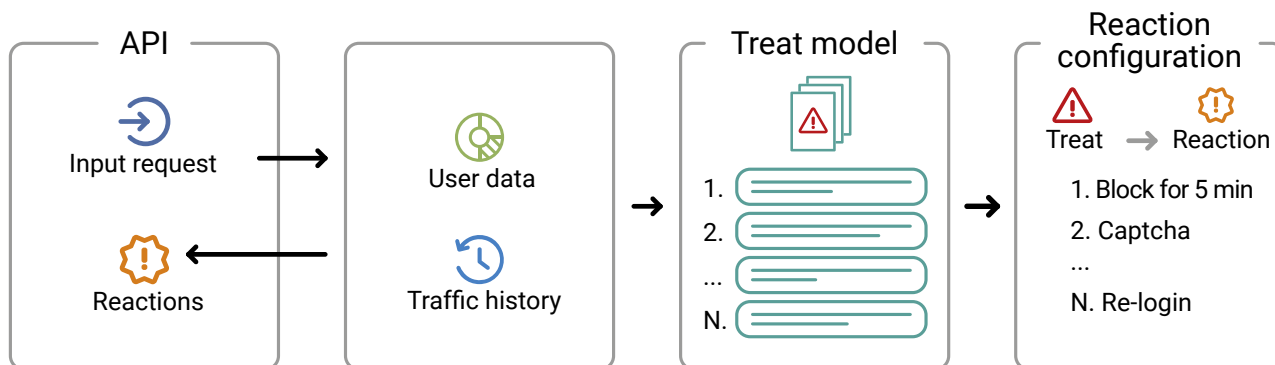 API
Input request
Reactions
User data
Traffic history
Treat model
1.
2.
...
N.
Reaction
configuration
Treat
Reaction
1. Block for 5 min
2. Captcha
...
N. Re-login